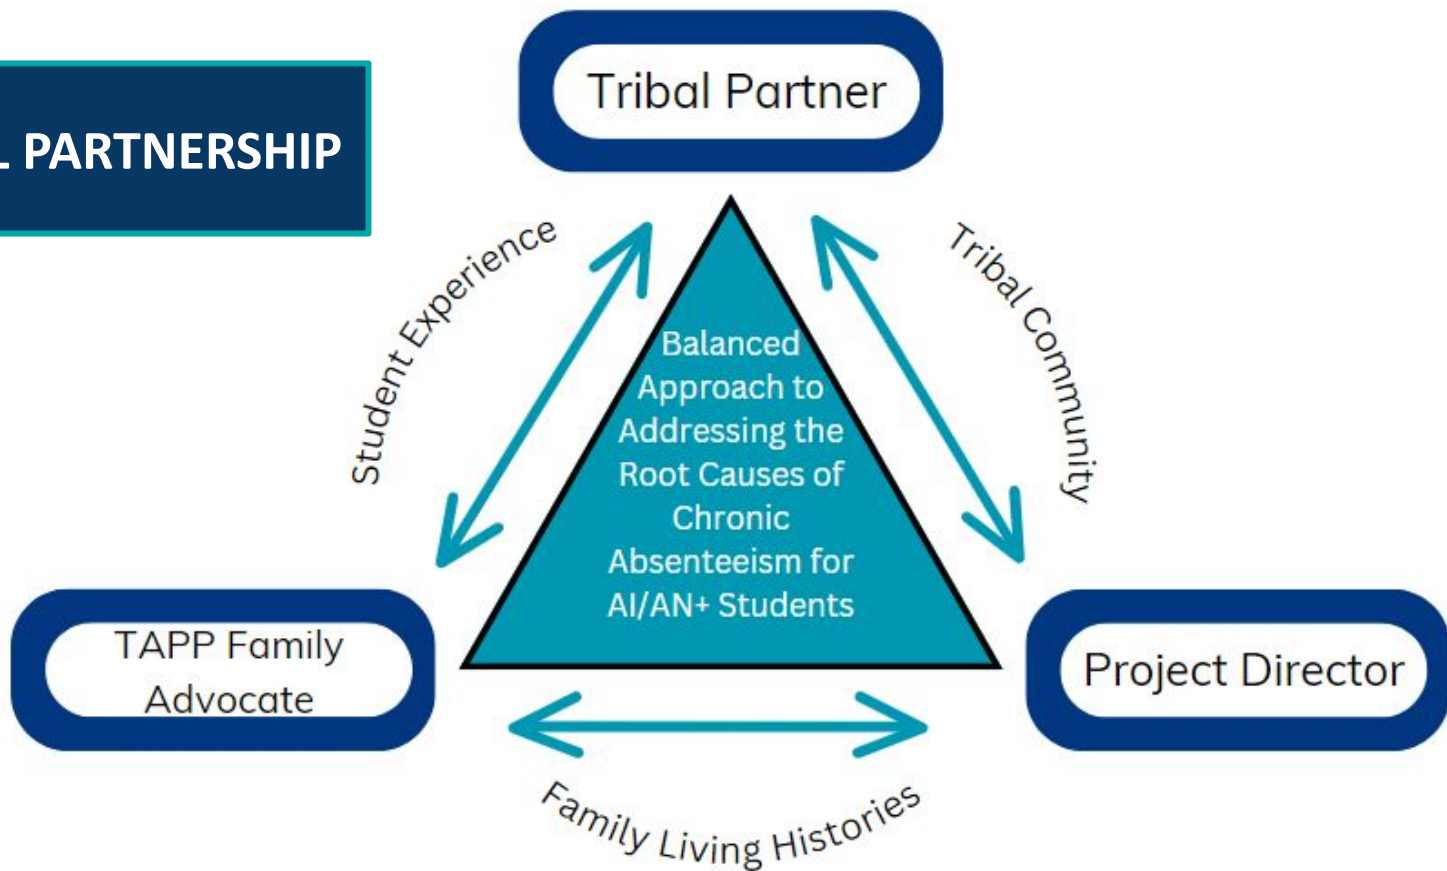 PARTNERSHIP
Tribal Partner
Student Experience
Tribal Community
Balanced
Approach to
Addressing the
Root Causes of
Chronic
Absenteeism for
AI/AN+ Students
TAPP Family
Advocate
Project Director
Family Living Histories